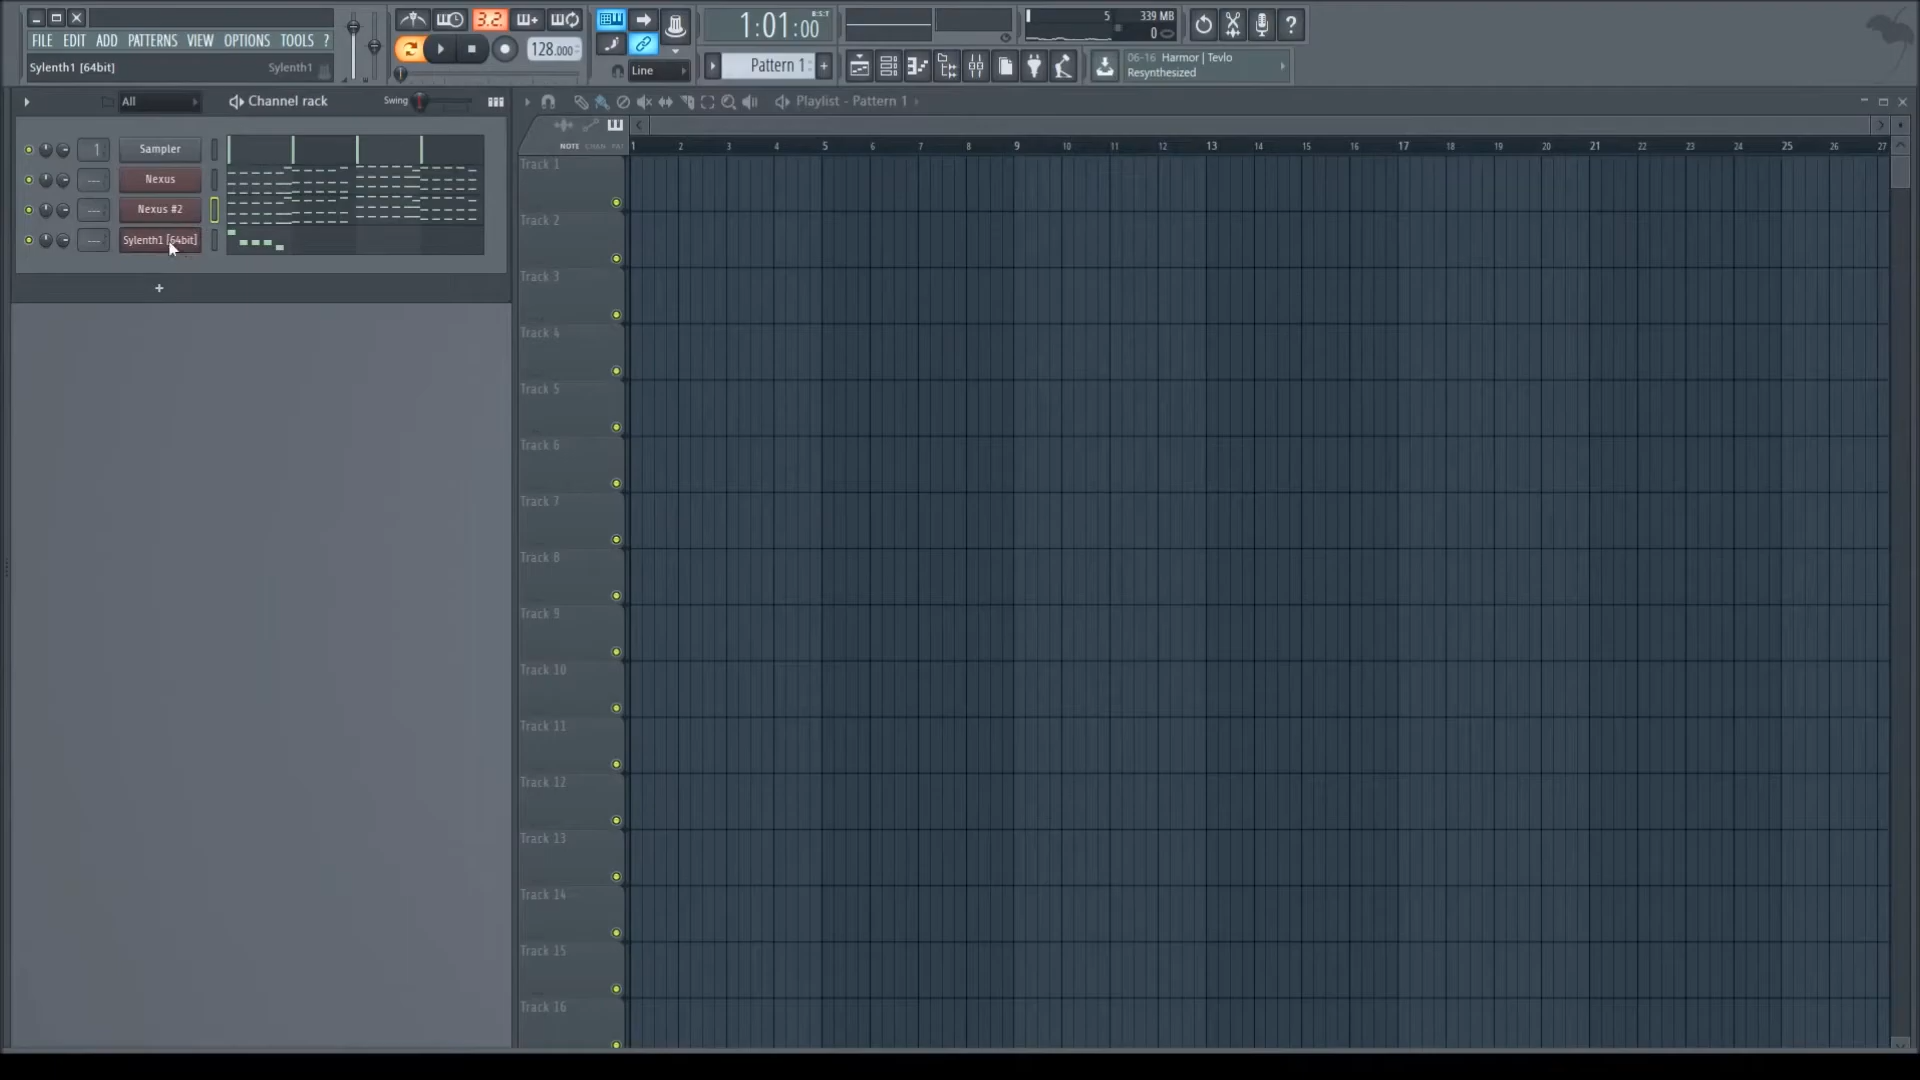 3.2.
1:01:00
B:S:T
5
339 MB
0
FILE EDIT ADD PATTERNS VIEW OPTIONS TOOLS ?
128.000
Sylenth1 [64bit]
Sylenth1
Line
Pattern 1
+
06-16 Harmor | Tevlo
Resynthesized
All
Channel rack
Swing
Playlist - Pattern 1
NOTE CHAN PAT
1 2 3 4 5 6 7 8 9 10 11 12 13 14 15 16 17 18 19 20 21 22 23 24 25 26 27
1
Sampler
---
Nexus
---
Nexus #2
---
Sylenth1 [64bit]
+
Track 1
Track 2
Track 3
Track 4
Track 5
Track 6
Track 7
Track 8
Track 9
Track 10
Track 11
Track 12
Track 13
Track 14
Track 15
Track 16